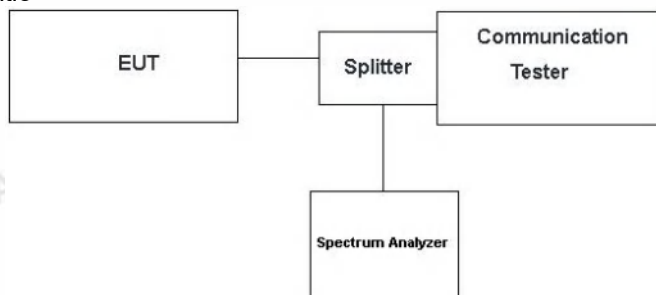 EUT
Splitter
Communication
Tester
Spectrum Analyzer